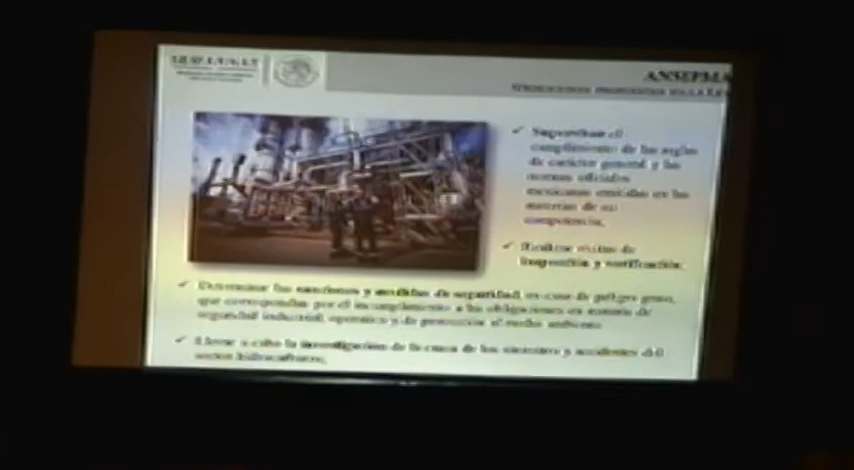 SEMARNAT
ANSIPMA
✓ Supervisar el
cumplimiento de las reglas
de carácter general y las
normas oficiales
mexicanas emitidas en las
materias de su
competencia,
✓ Realizar visitas de
inspección y verificación.
✓ Determinar las sanciones y medidas de seguridad, en caso de peligro grave,
que correspondan por el incumplimiento a las obligaciones en materia de
seguridad industrial, operativa y de protección al medio ambiente
✓ Llevar a cabo la investigación de la causa de los siniestros y accidentes del
sector hidrocarburos,